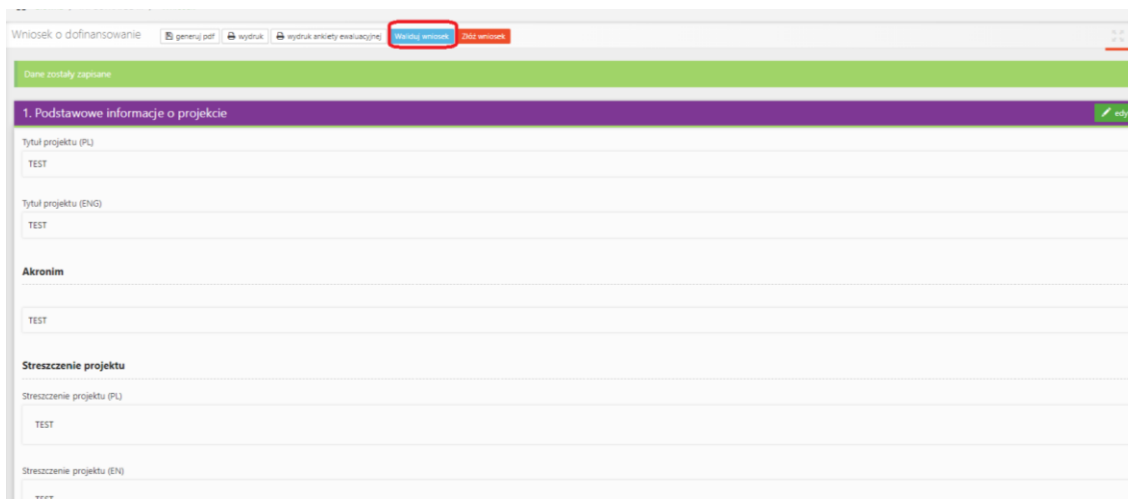 Wniosek o dofinansowanie generuj pdf wydruk wydruk ankiety ewaluacyjnej Waliduj wniosek Złóż wniosek
Dane zostały zapisane
1. Podstawowe informacje o projekcie
Tytuł projektu (PL)
TEST
Tytuł projektu (ENG)
TEST
Akronim
TEST
Streszczenie projektu
Streszczenie projektu (PL)
TEST
Streszczenie projektu (EN)
TEST